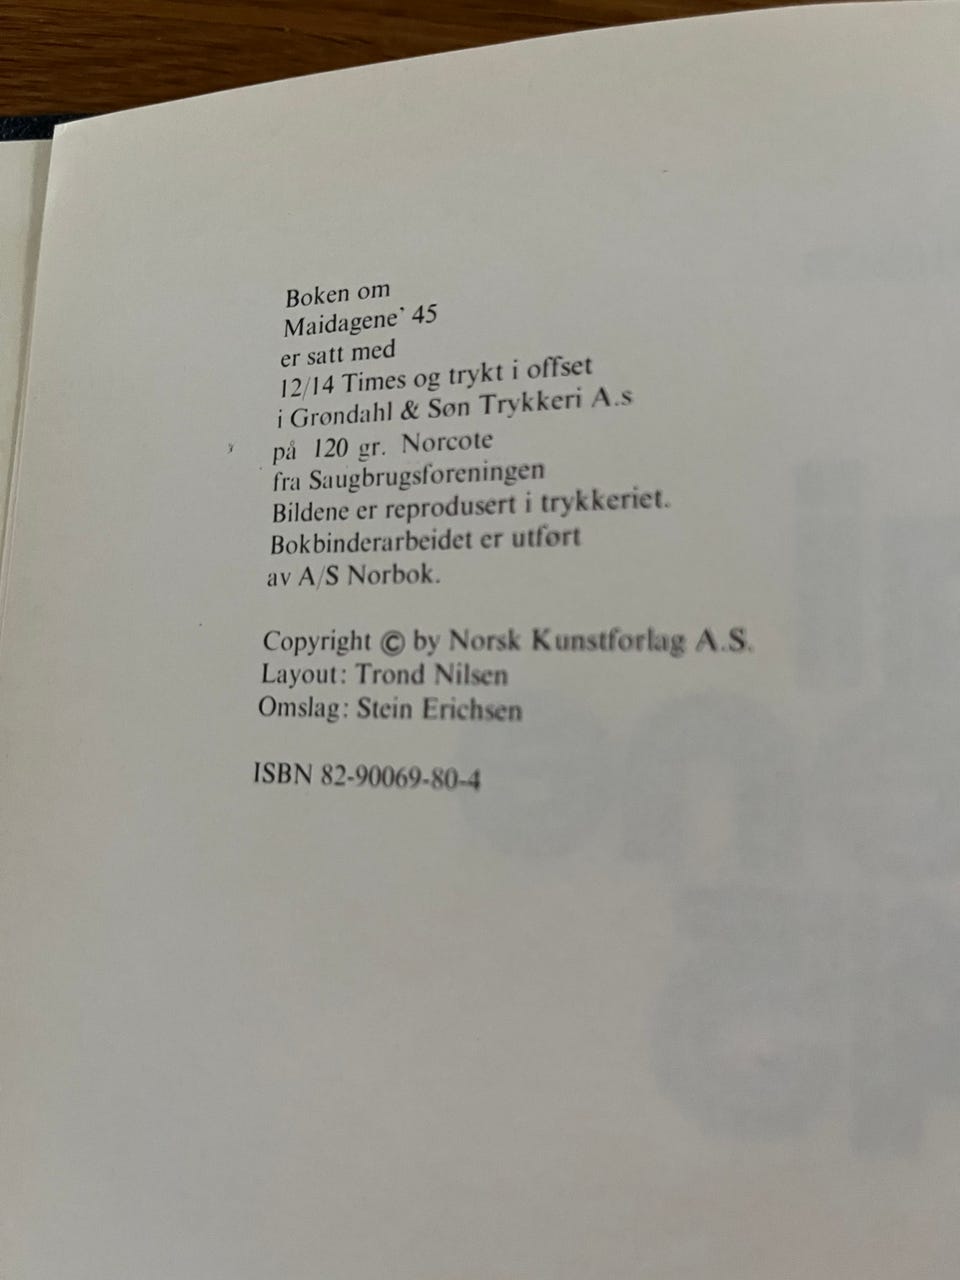 Boken om
Maidagene' 45
er satt med
12/14 Times og trykt i offset
i Grøndahl & Søn Trykkeri A.s
på 120 gr. Norcote
fra Saugbrugsforeningen
Bildene er reprodusert i trykkeriet.
Bokbinderarbeidet er utført
av A/S Norbok.
Copyright © by Norsk Kunstforlag A.S.
Layout: Trond Nilsen
Omslag: Stein Erichsen
ISBN 82-90069-80-4